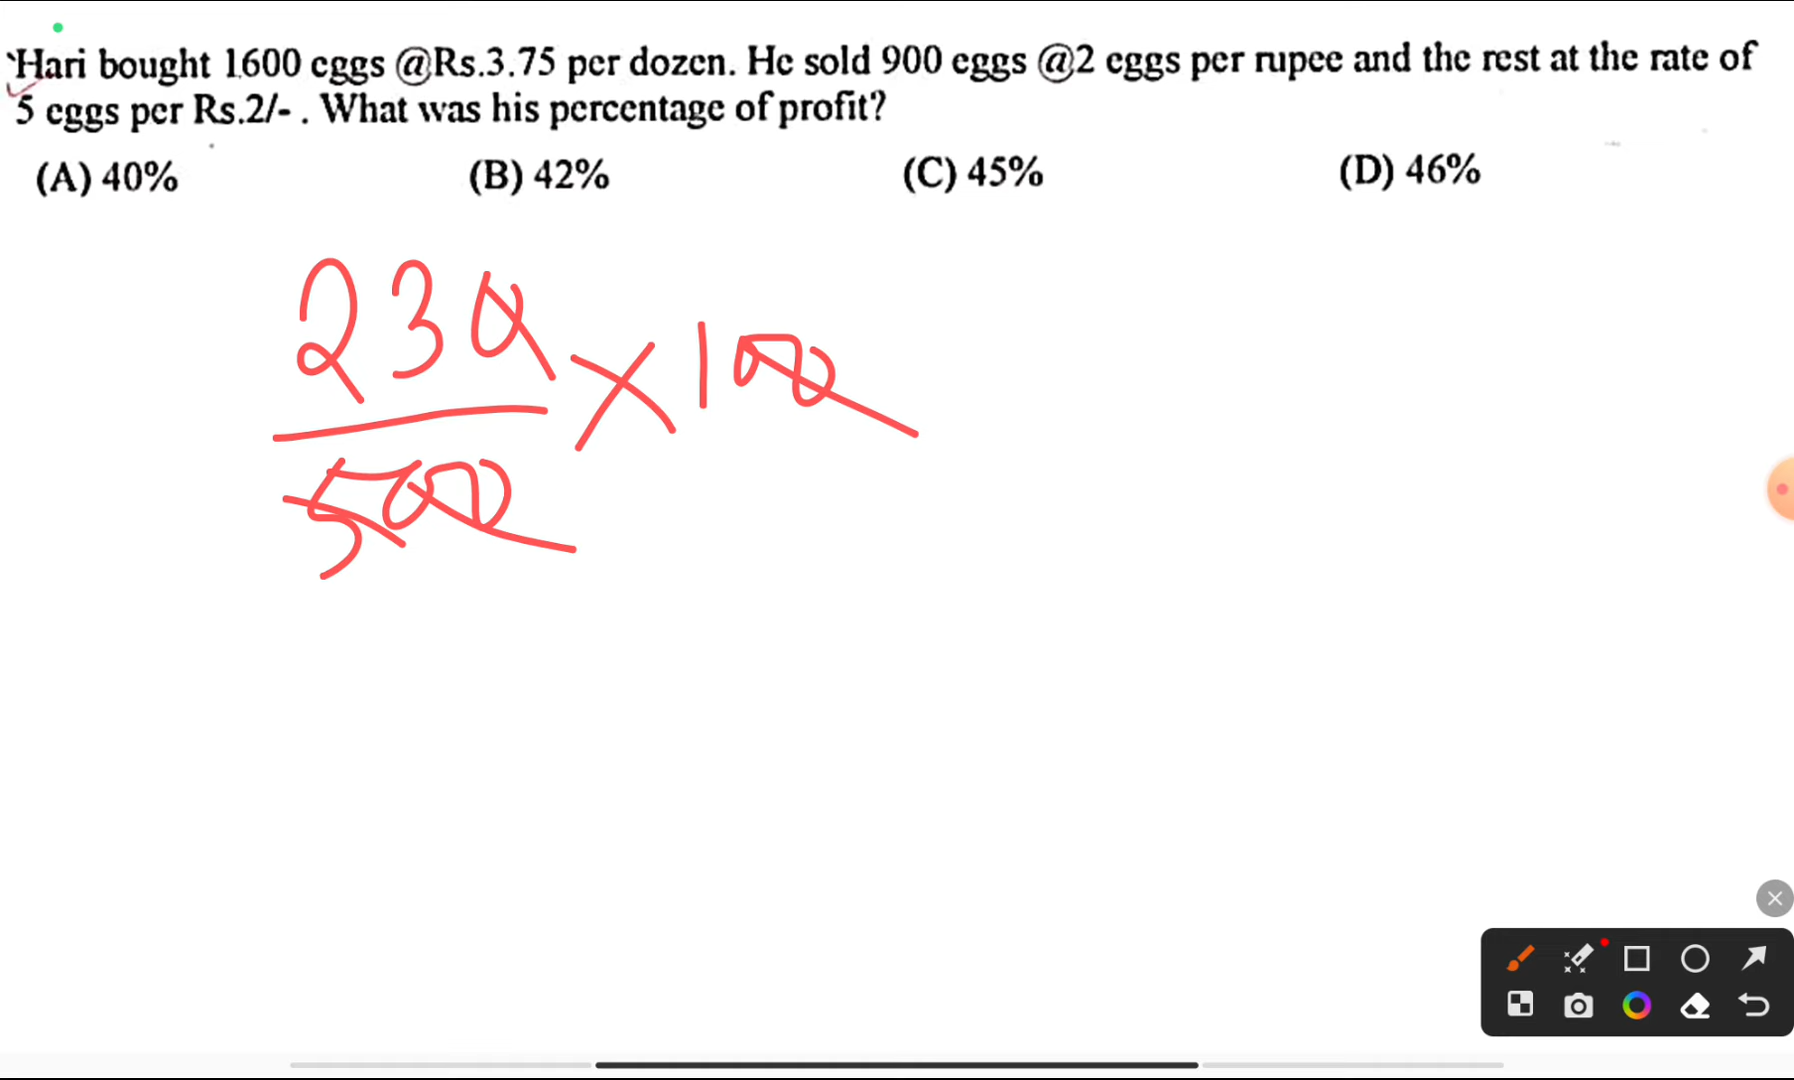 Hari bought 1600 eggs @Rs.3.75 per dozen. He sold 900 eggs @2 eggs per rupee and the rest at the rate of
5 eggs per Rs.2/- . What was his percentage of profit?
(A) 40% (B) 42% (C) 45% (D) 46%
230 × 100
500